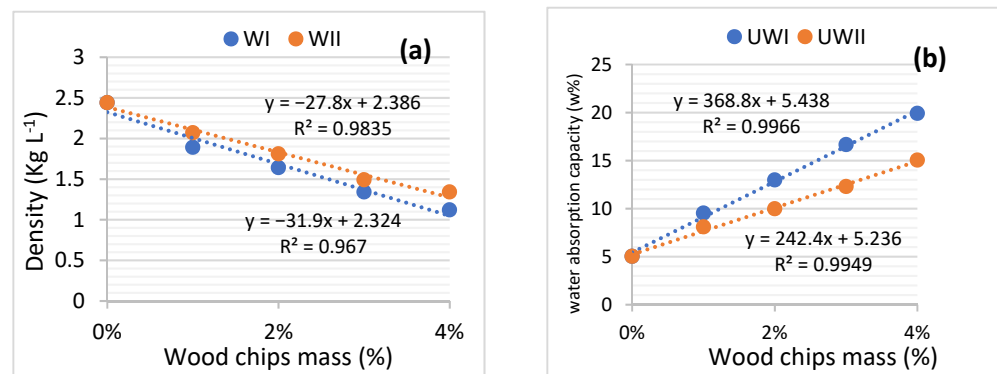 WI WII
(a)
3
2.5
2
1.5
1
0.5
0
Density (Kg L-1)
y = −27.8x + 2.386
R² = 0.9835
y = −31.9x + 2.324
R² = 0.967
0% 2% 4%
Wood chips mass (%)
UWI UWII
(b)
25
20
15
10
5
0
water absorption capacity (w%)
y = 368.8x + 5.438
R² = 0.9966
y = 242.4x + 5.236
R² = 0.9949
0% 2% 4%
Wood chips mass (%)